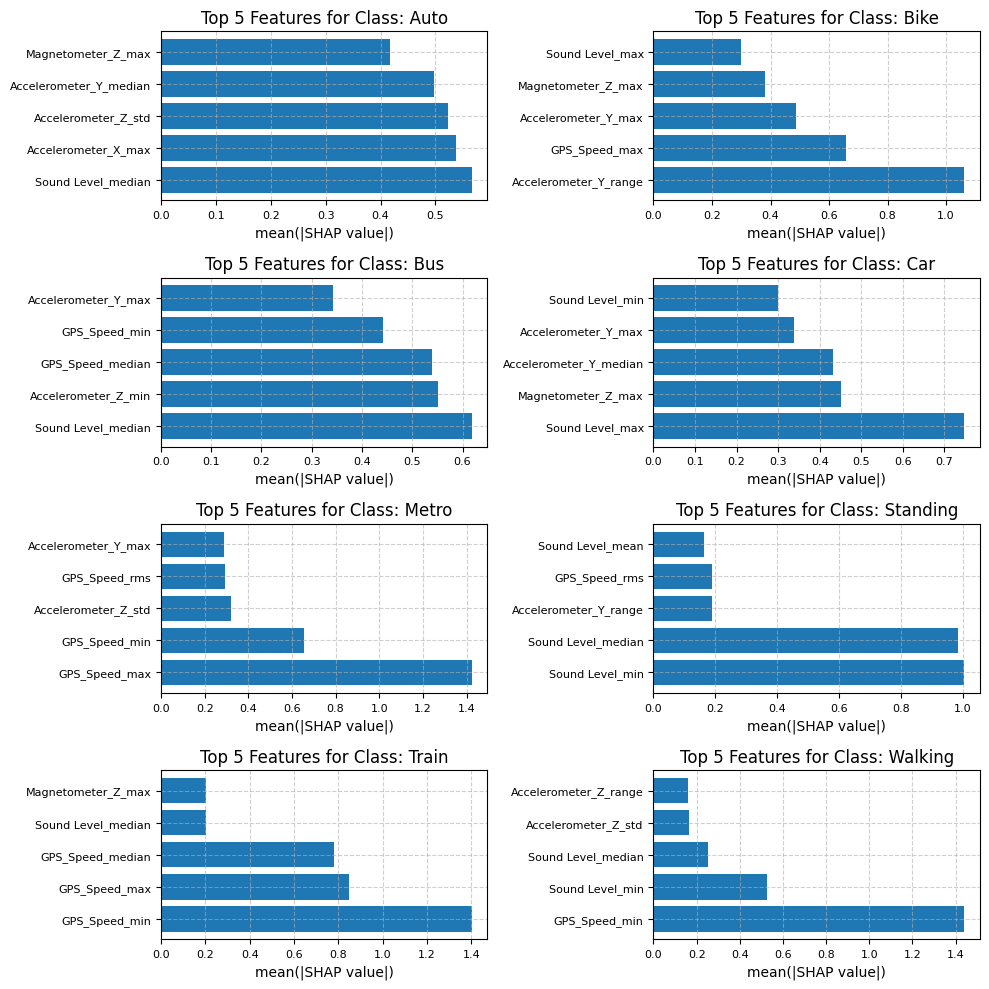 Top 5 Features for Class: Auto
Magnetometer_Z_max
Accelerometer_Y_median
Accelerometer_Z_std
Accelerometer_X_max
Sound Level_median
0.0 0.1 0.2 0.3 0.4 0.5
mean(|SHAP value|)
Top 5 Features for Class: Bike
Sound Level_max
Magnetometer_Z_max
Accelerometer_Y_max
GPS_Speed_max
Accelerometer_Y_range
0.0 0.2 0.4 0.6 0.8 1.0
mean(|SHAP value|)
Top 5 Features for Class: Bus
Accelerometer_Y_max
GPS_Speed_min
GPS_Speed_median
Accelerometer_Z_min
Sound Level_median
0.0 0.1 0.2 0.3 0.4 0.5 0.6
mean(|SHAP value|)
Top 5 Features for Class: Car
Sound Level_min
Accelerometer_Y_max
Accelerometer_Y_median
Magnetometer_Z_max
Sound Level_max
0.0 0.1 0.2 0.3 0.4 0.5 0.6 0.7
mean(|SHAP value|)
Top 5 Features for Class: Metro
Accelerometer_Y_max
GPS_Speed_rms
Accelerometer_Z_std
GPS_Speed_min
GPS_Speed_max
0.0 0.2 0.4 0.6 0.8 1.0 1.2 1.4
mean(|SHAP value|)
Top 5 Features for Class: Standing
Sound Level_mean
GPS_Speed_rms
Accelerometer_Y_range
Sound Level_median
Sound Level_min
0.0 0.2 0.4 0.6 0.8 1.0
mean(|SHAP value|)
Top 5 Features for Class: Train
Magnetometer_Z_max
Sound Level_median
GPS_Speed_median
GPS_Speed_max
GPS_Speed_min
0.0 0.2 0.4 0.6 0.8 1.0 1.2 1.4
mean(|SHAP value|)
Top 5 Features for Class: Walking
Accelerometer_Z_range
Accelerometer_Z_std
Sound Level_median
Sound Level_min
GPS_Speed_min
0.0 0.2 0.4 0.6 0.8 1.0 1.2 1.4
mean(|SHAP value|)